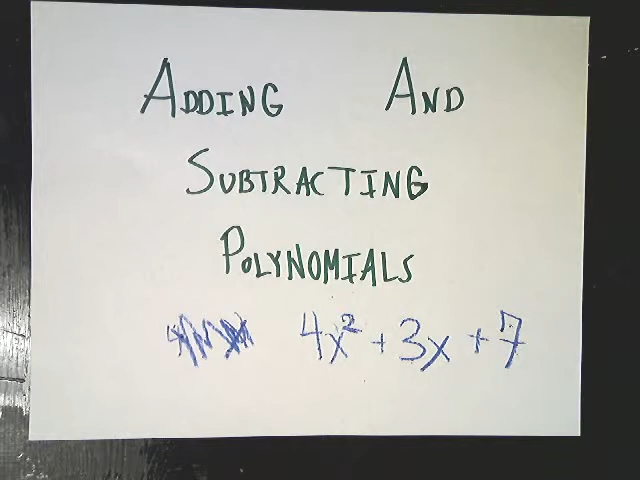 ADDING AND
SUBTRACTING
POLYNOMIALS
4x² + 3x + 7